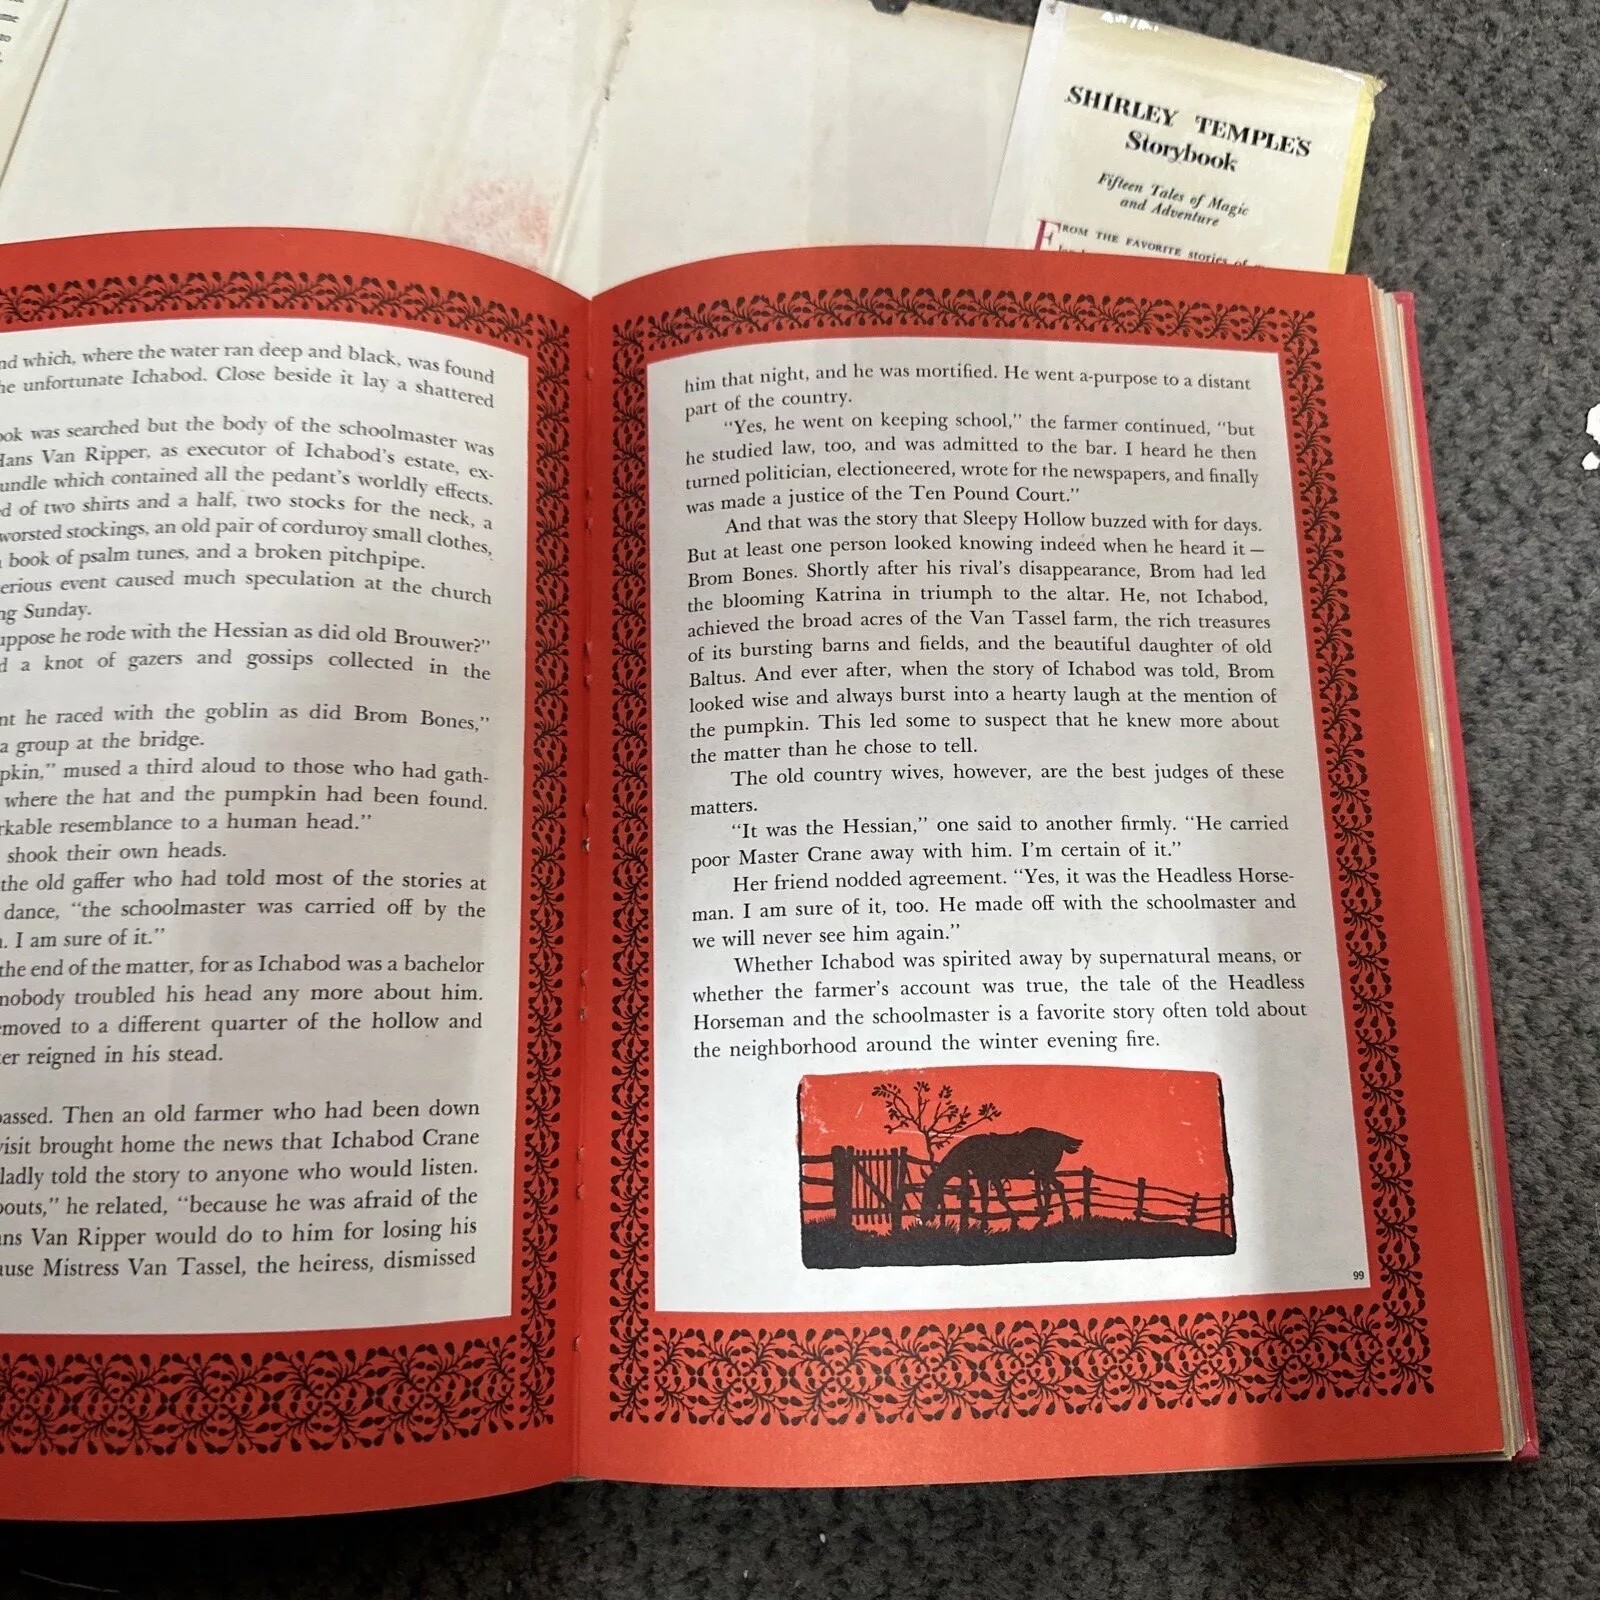 SHIRLEY TEMPLE'S
Storybook
Fifteen Tales of Magic
and Adventure
FROM THE FAVORITE stories of
which, where the water ran deep and black, was found
unfortunate Ichabod. Close beside it lay a shattered
was searched but the body of the schoolmaster was
Van Ripper, as executor of Ichabod's estate, ex-
which contained all the pedant's worldly effects.
of two shirts and a half, two stocks for the neck, a
worsted stockings, an old pair of corduroy small clothes,
book of psalm tunes, and a broken pitchpipe.
event caused much speculation at the church
Sunday.
he rode with the Hessian as did old Brouwer?"
a knot of gazers and gossips collected in the
he raced with the goblin as did Brom Bones,"
a group at the bridge.
mused a third aloud to those who had gath-
where the hat and the pumpkin had been found.
resemblance to a human head."
shook their own heads.
the old gaffer who had told most of the stories at
dance, "the schoolmaster was carried off by the
I am sure of it."
the end of the matter, for as Ichabod was a bachelor
nobody troubled his head any more about him.
to a different quarter of the hollow and
reigned in his stead.
Then an old farmer who had been down
brought home the news that Ichabod Crane
told the story to anyone who would listen.
he related, "because he was afraid of the
Van Ripper would do to him for losing his
Mistress Van Tassel, the heiress, dismissed
him that night, and he was mortified. He went a-purpose to a distant
part of the country.
"Yes, he went on keeping school," the farmer continued, "but
he studied law, too, and was admitted to the bar. I heard he then
turned politician, electioneered, wrote for the newspapers, and finally
was made a justice of the Ten Pound Court."
And that was the story that Sleepy Hollow buzzed with for days.
But at least one person looked knowing indeed when he heard it —
Brom Bones. Shortly after his rival's disappearance, Brom had led
the blooming Katrina in triumph to the altar. He, not Ichabod,
achieved the broad acres of the Van Tassel farm, the rich treasures
of its bursting barns and fields, and the beautiful daughter of old
Baltus. And ever after, when the story of Ichabod was told, Brom
looked wise and always burst into a hearty laugh at the mention of
the pumpkin. This led some to suspect that he knew more about
the matter than he chose to tell.
The old country wives, however, are the best judges of these
matters.
"It was the Hessian," one said to another firmly. "He carried
poor Master Crane away with him. I'm certain of it."
Her friend nodded agreement. "Yes, it was the Headless Horse-
man. I am sure of it, too. He made off with the schoolmaster and
we will never see him again."
Whether Ichabod was spirited away by supernatural means, or
whether the farmer's account was true, the tale of the Headless
Horseman and the schoolmaster is a favorite story often told about
the neighborhood around the winter evening fire.
99